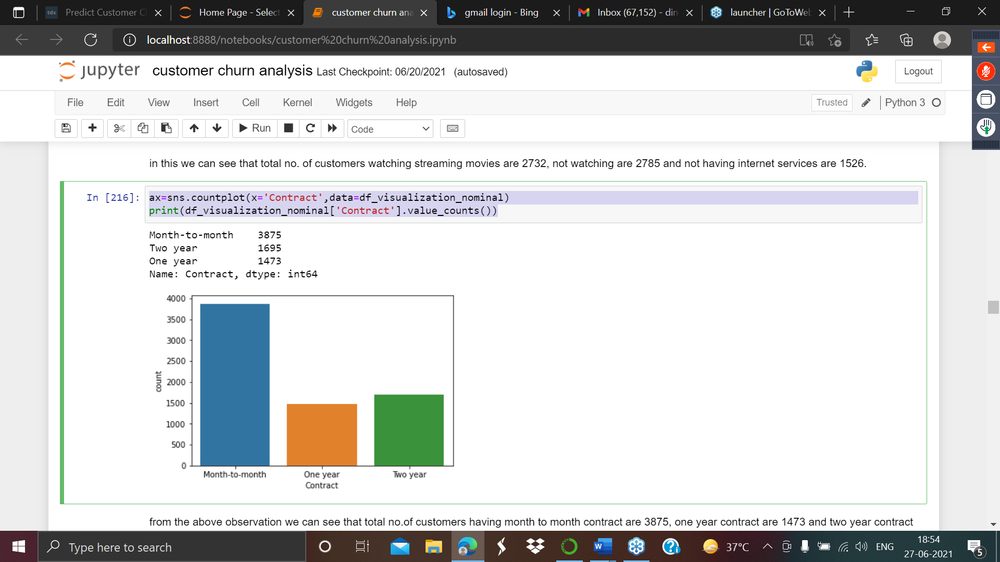 tds Predict Customer C
Home Page - Select
customer churn ana
gmail login - Bing
Inbox (67,152) - din
launcher | GoToWeb
localhost:8888/notebooks/customer%20churn%20analysis.ipynb
jupyter customer churn analysis Last Checkpoint: 06/20/2021 (autosaved)
Logout
File Edit View Insert Cell Kernel Widgets Help
Trusted
Python 3
Run
Code
in this we can see that total no. of customers watching streaming movies are 2732, not watching are 2785 and not having internet services are 1526.
In [216]: ax=sns.countplot(x='Contract',data=df_visualization_nominal)
print(df_visualization_nominal['Contract'].value_counts())
Month-to-month 3875
Two year 1695
One year 1473
Name: Contract, dtype: int64
4000
3500
3000
2500
2000
1500
1000
500
0
count
Month-to-month One year Two year
Contract
from the above observation we can see that total no.of customers having month to month contract are 3875, one year contract are 1473 and two year contract
Type here to search
W
37°C
ENG
18:54
27-06-2021
5